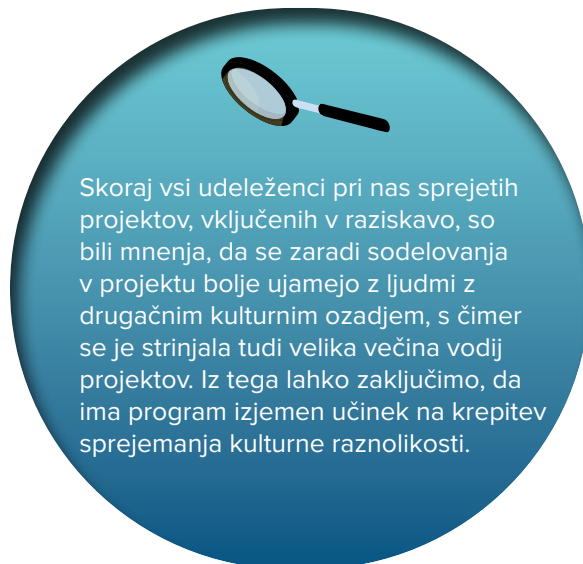 Skoraj vsi udeleženci pri nas sprejetih
projektov, vključenih v raziskavo, so
bili mnenja, da se zaradi sodelovanja
v projektu bolje ujamejo z ljudmi z
drugačnim kulturnim ozadjem, s čimer
se je strinjala tudi velika večina vodij
projektov. Iz tega lahko zaključimo, da
ima program izjemen učinek na krepitev
sprejemanja kulturne raznolikosti.